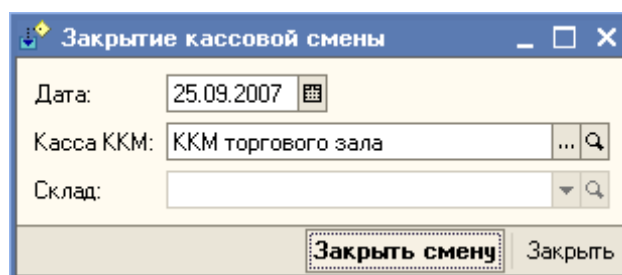 Закрытие кассовой смены
Дата: 25.09.2007
Касса ККМ: ККМ торгового зала ...
Склад:
Закрыть смену Закрыть